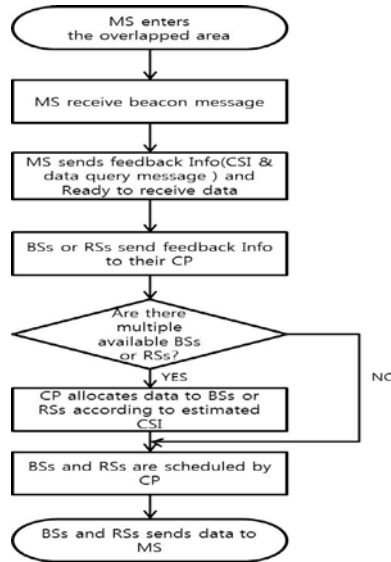 MS enters
the overlapped area
MS receive beacon message
MS sends feedback Info(CSI &
data query message ) and
Ready to receive data
BSs or RSs send feedback Info
to their CP
Are there
multiple
available BSs
or RSs?
YES
NO
CP allocates data to BSs or
RSs according to estimated
CSI
BSs and RSs are scheduled by
CP
BSs and RSs sends data to
MS